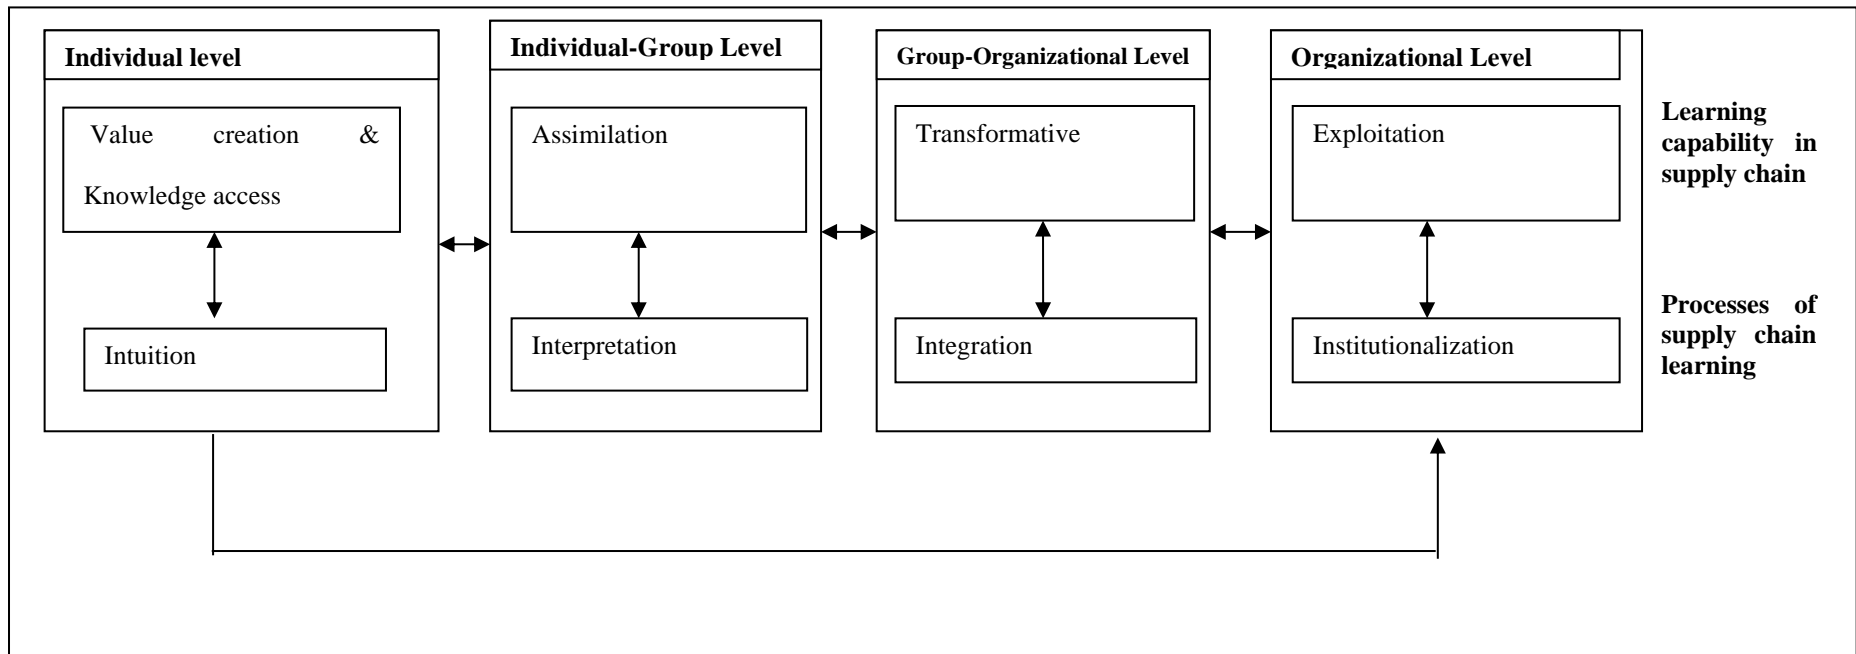 Individual level
Individual-Group Level
Group-Organizational Level
Organizational Level
Value creation &
Knowledge access
Assimilation
Transformative
Exploitation
Learning
capability in
supply chain
Intuition
Interpretation
Integration
Institutionalization
Processes of
supply chain
learning